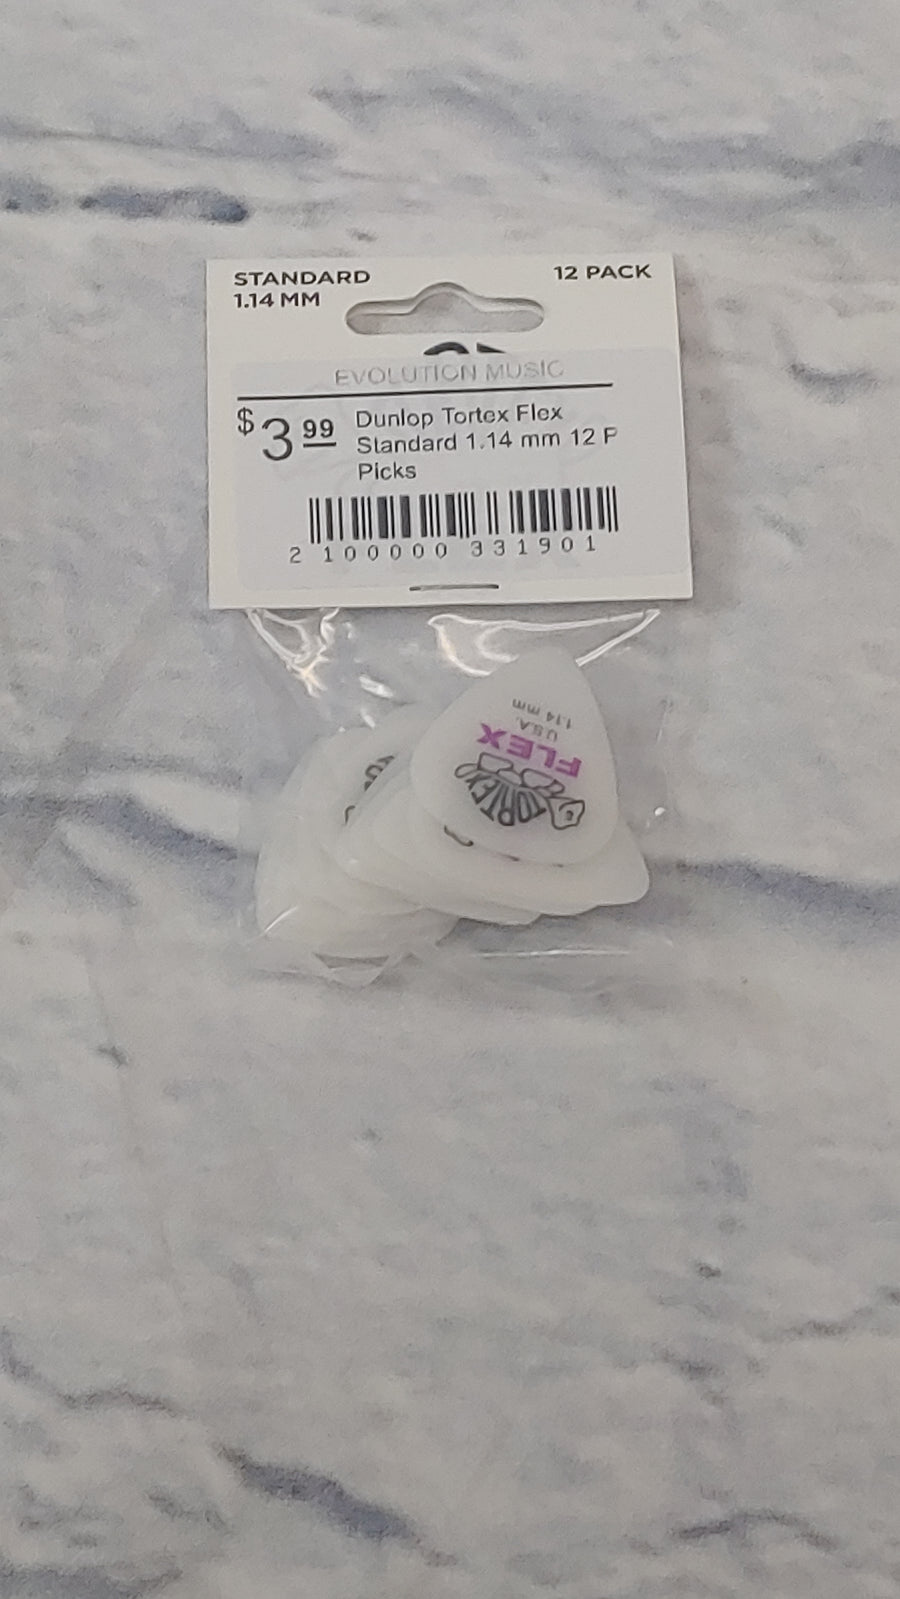 STANDARD 12 PACK
1.14 MM
EVOLUTION MUSIC
$3 99
Dunlop Tortex Flex
Standard 1.14 mm 12 P
Picks
2 100000 331901
1.14 mm
U.S.A.
FLEX
TORTEX